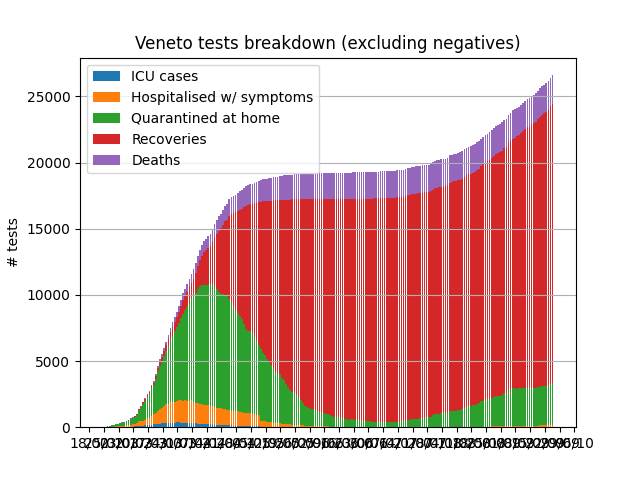 Veneto tests breakdown (excluding negatives)
ICU cases
Hospitalised w/ symptoms
Quarantined at home
Recoveries
Deaths
25000
20000
15000
10000
5000
0
# tests